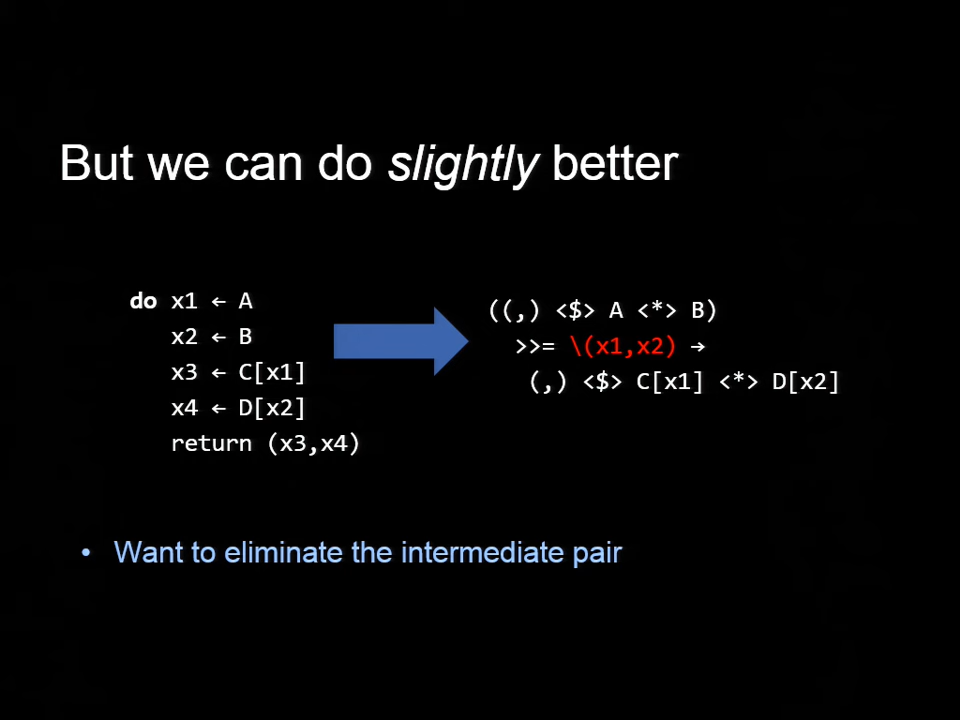 But we can do slightly better
do x1 ← A
x2 ← B
x3 ← C[x1]
x4 ← D[x2]
return (x3,x4)
((,) <$> A <*> B)
>>= \(x1,x2) →
(,) <$> C[x1] <*> D[x2]
• Want to eliminate the intermediate pair